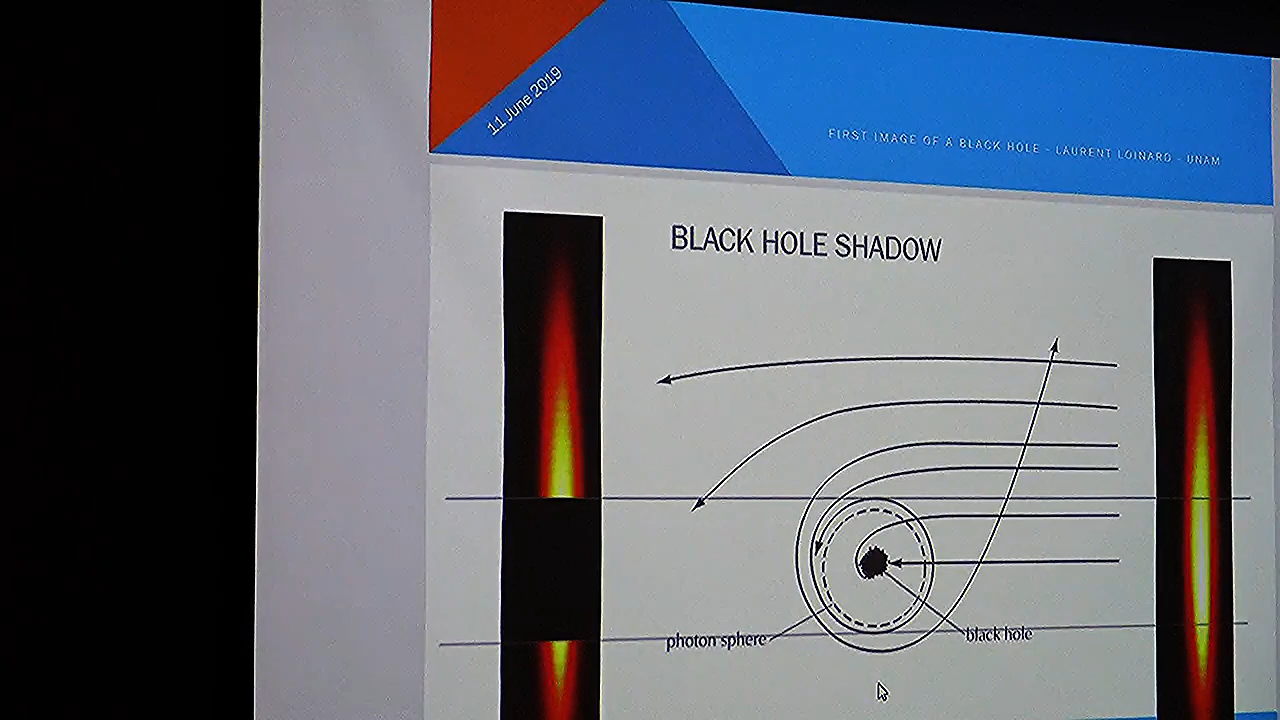 11 June 2019
FIRST IMAGE OF A BLACK HOLE - LAURENT LOINARD - UNAM
BLACK HOLE SHADOW
photon sphere
black hole